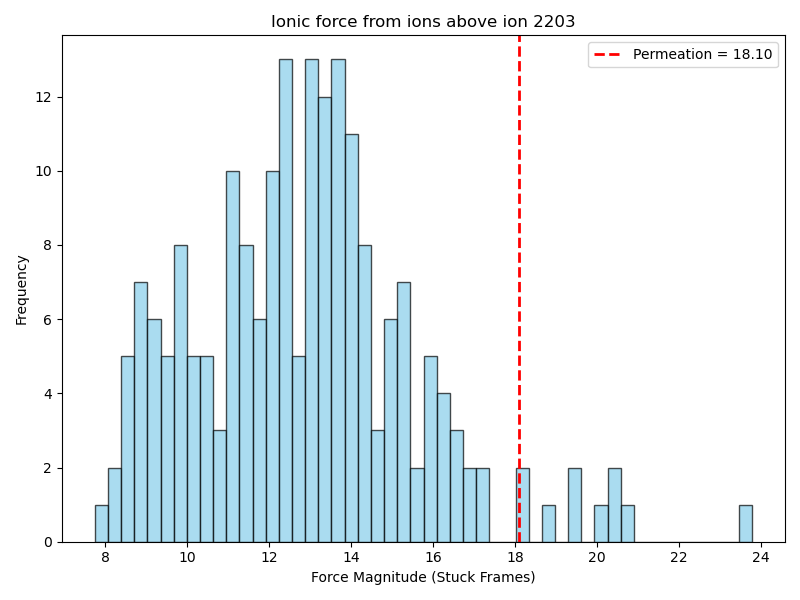 Ionic force from ions above ion 2203
Permeation = 18.10
Frequency
12
10
8
6
4
2
0
8 10 12 14 16 18 20 22 24
Force Magnitude (Stuck Frames)